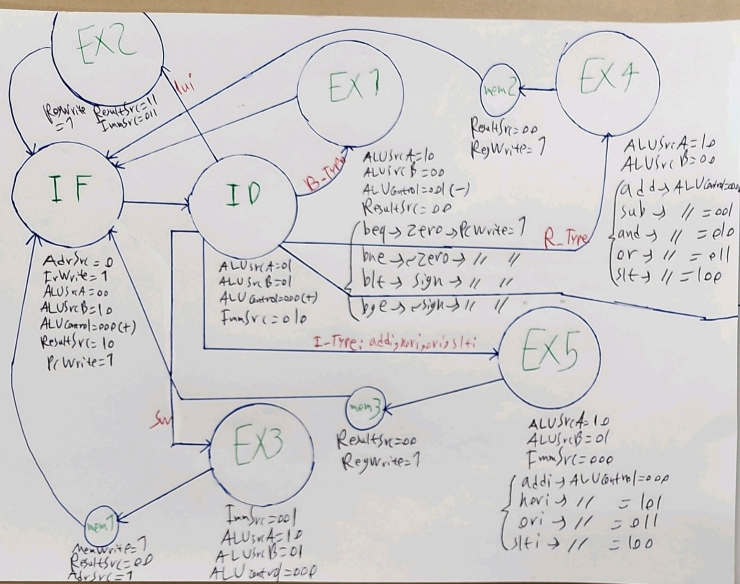 EX2
RegWrite =1
ResultSrc=11
ImmSrc=011
lui
IF
AdrSrc=0
IrWrite=1
ALUSrcA=00
ALUSrcB=10
ALUControl=000(+)
ResultSrc=10
PcWrite=1
ID
ALUSrcA=01
ALUSrcB=01
ALUControl=000(+)
ImmSrc=010
B_Type
EX1
ALUSrcA=10
ALUSrcB=00
ALUControl=001(-)
ResultSrc=00
beq→Zero→PcWrite=1
bne→~Zero→ // //
blt→Sign→ // //
bge→~Sign→ // //
mem2
ResultSrc=00
RegWrite=1
EX4
ALUSrcA=10
ALUSrcB=00
add→ALUControl=000
sub→ // =001
and→ // =010
or→ // =011
slt→ // =100
R_Type
I-Type: addi,xori,ori,slti
EX5
ALUSrcA=10
ALUSrcB=01
ImmSrc=000
addi→ALUControl=000
xori→ // =101
ori→ // =011
slti→ // =100
mem3
ResultSrc=00
RegWrite=1
Sw
EX3
ImmSrc=001
ALUSrcA=10
ALUSrcB=01
ALUControl=000
mem1
memWrite=1
ResultSrc=00
AdrSrc=1